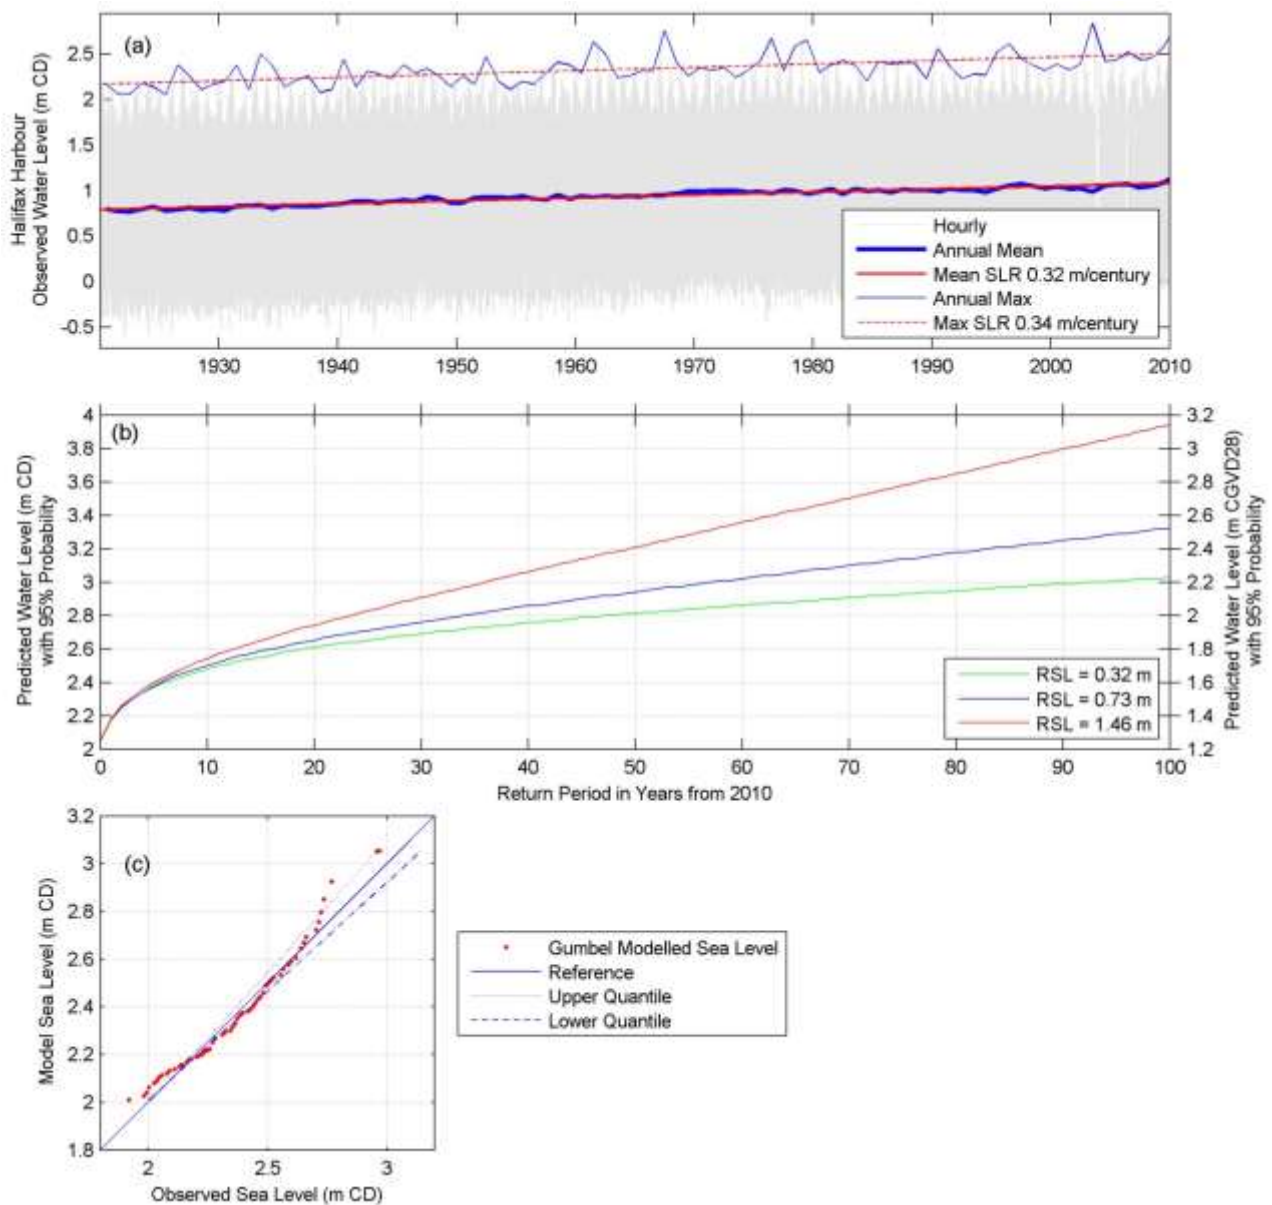 (a)
Halifax Harbour
Observed Water Level (m CD)
2.5
2
1.5
1
0.5
0
-0.5
Hourly
Annual Mean
Mean SLR 0.32 m/century
Annual Max
Max SLR 0.34 m/century
1930 1940 1950 1960 1970 1980 1990 2000 2010
(b)
Predicted Water Level (m CD)
with 95% Probability
4
3.8
3.6
3.4
3.2
3
2.8
2.6
2.4
2.2
2
3.2
3
2.8
2.6
2.4
2.2
2
1.8
1.6
1.4
1.2
Predicted Water Level (m CGVD28)
with 95% Probability
RSL = 0.32 m
RSL = 0.73 m
RSL = 1.46 m
0 10 20 30 40 50 60 70 80 90 100
Return Period in Years from 2010
(c)
Model Sea Level (m CD)
3.2
3
2.8
2.6
2.4
2.2
2
1.8
2 2.5 3
Observed Sea Level (m CD)
Gumbel Modelled Sea Level
Reference
Upper Quantile
Lower Quantile